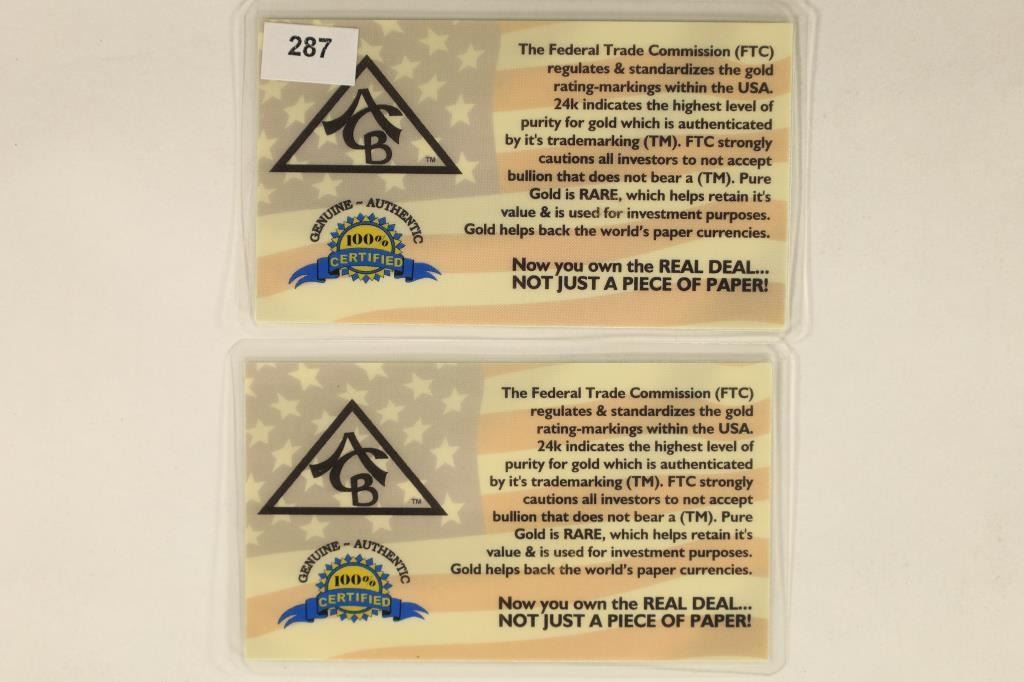 287
ACB
TM
GENUINE ~ AUTHENTIC
100%
CERTIFIED
The Federal Trade Commission (FTC)
regulates & standardizes the gold
rating-markings within the USA.
24k indicates the highest level of
purity for gold which is authenticated
by it's trademarking (TM). FTC strongly
cautions all investors to not accept
bullion that does not bear a (TM). Pure
Gold is RARE, which helps retain it's
value & is used for investment purposes.
Gold helps back the world's paper currencies.
Now you own the REAL DEAL...
NOT JUST A PIECE OF PAPER!
ACB
TM
GENUINE ~ AUTHENTIC
100%
CERTIFIED
The Federal Trade Commission (FTC)
regulates & standardizes the gold
rating-markings within the USA.
24k indicates the highest level of
purity for gold which is authenticated
by it's trademarking (TM). FTC strongly
cautions all investors to not accept
bullion that does not bear a (TM). Pure
Gold is RARE, which helps retain it's
value & is used for investment purposes.
Gold helps back the world's paper currencies.
Now you own the REAL DEAL...
NOT JUST A PIECE OF PAPER!